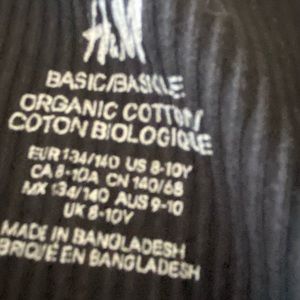 H&M
BASIC/BASIQUE
ORGANIC COTTON/
COTON BIOLOGIQUE
EUR 134/140 US 8-10Y
CA 8-10A CN 140/68
MX 134/140 AUS 9-10
UK 8-10Y
MADE IN BANGLADESH
BRIQUÉ EN BANGLADESH